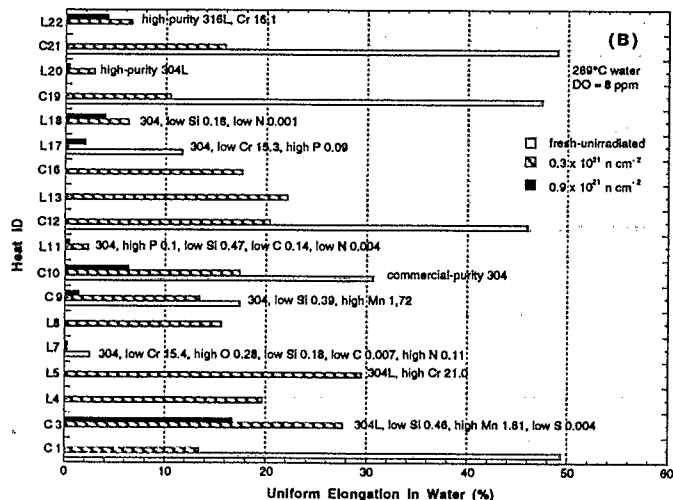 L22 high-purity 316L, Cr 16.1
C21 (B)
L20 high-purity 304L 289°C water
C19 DO = 8 ppm
L18 304, low Si 0.18, low N 0.001
L17 304, low Cr 15.3, high P 0.09
fresh-unirradiated
C16 0.3 x 10²¹ n cm⁻²
L13 0.9 x 10²¹ n cm⁻²
C12
L11 304, high P 0.1, low Si 0.47, low C 0.14, low N 0.004
C10 commercial-purity 304
C 9 304, low Si 0.39, high Mn 1.72
L8
L7 304, low Cr 15.4, high O 0.28, low Si 0.18, low C 0.007, high N 0.11
L5 304L, high Cr 21.0
L4
C 3 304L, low Si 0.46, high Mn 1.81, low S 0.004
C 1
Heat ID
0 10 20 30 40 50 60
Uniform Elongation In Water (%)